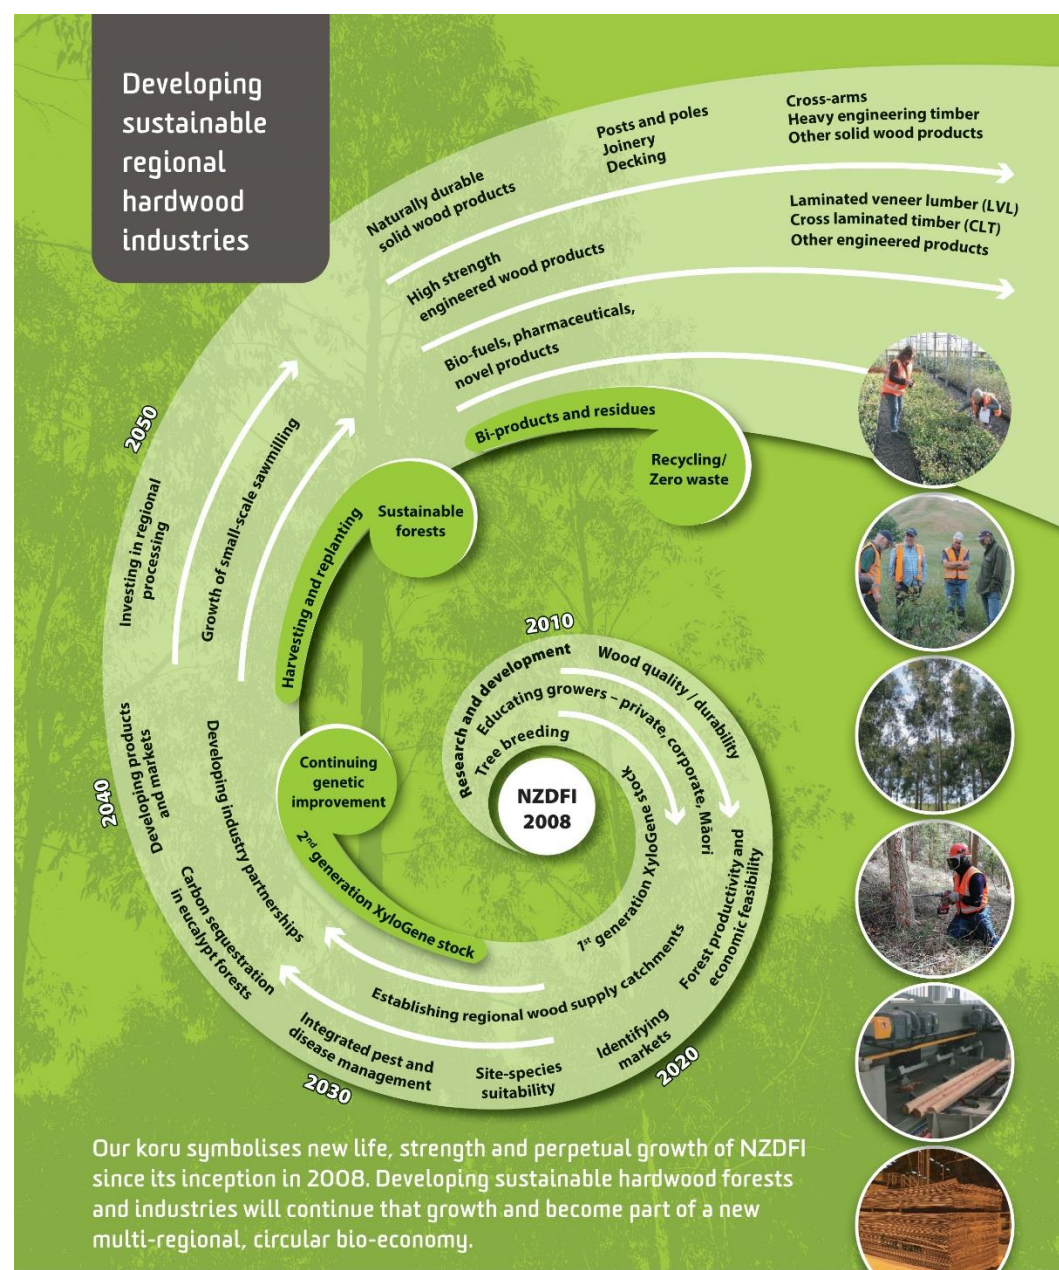 Developing
sustainable
regional
hardwood
industries
Cross-arms
Heavy engineering timber
Other solid wood products
Posts and poles
Joinery
Decking
Naturally durable
solid wood products
Laminated veneer lumber (LVL)
Cross laminated timber (CLT)
Other engineered products
High strength
engineered wood products
Bio-fuels, pharmaceuticals,
novel products
Bi-products and residues
Recycling/
Zero waste
2050
Investing in regional
processing
Growth of small-scale sawmilling
Harvesting and replanting
Sustainable
forests
2010
Research and development
Wood quality / durability
Educating growers – private, corporate, Māori
Tree breeding
NZDFI
2008
1st generation XyloGene stock
Forest productivity and
economic feasibility
2040
Developing products
and markets
Developing industry partnerships
Continuing
genetic
improvement
2nd generation XyloGene stock
Carbon sequestration
in eucalypt forests
Establishing regional wood supply catchments
Identifying
markets
2020
Site-species
suitability
Integrated pest and
disease management
2030
Our koru symbolises new life, strength and perpetual growth of NZDFI
since its inception in 2008. Developing sustainable hardwood forests
and industries will continue that growth and become part of a new
multi-regional, circular bio-economy.